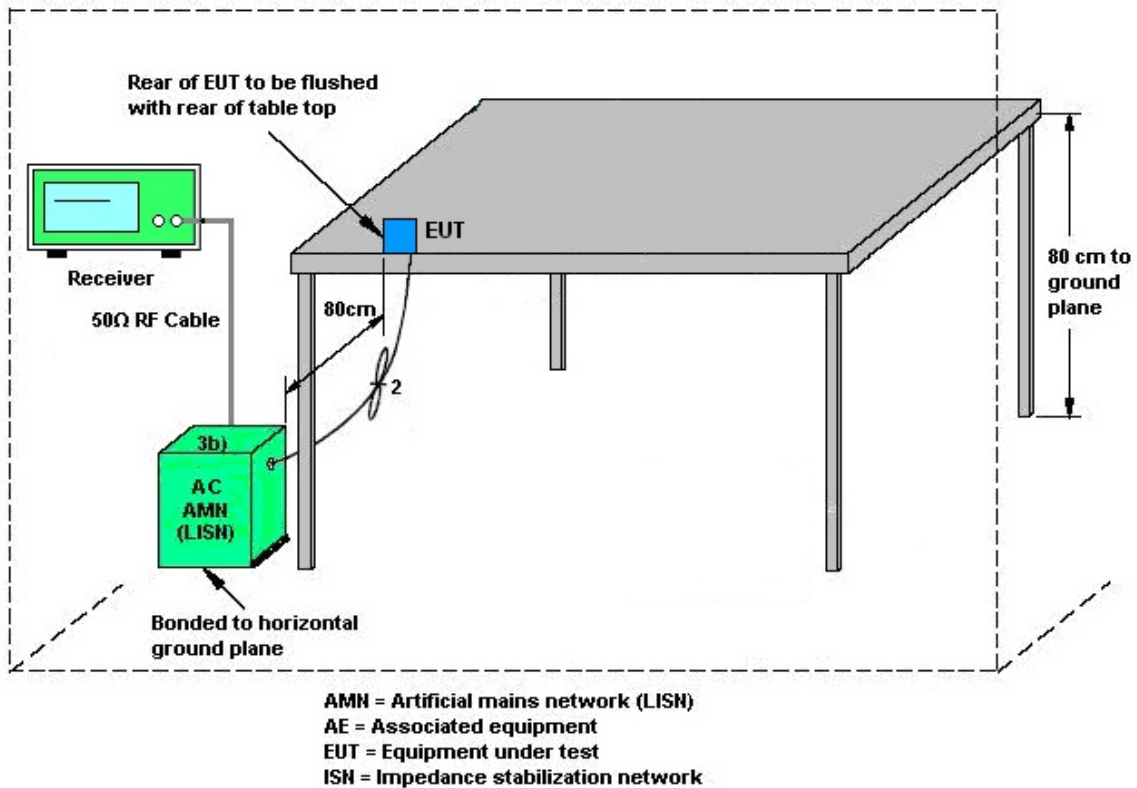 Rear of EUT to be flushed
with rear of table top
EUT
Receiver
80cm
80 cm to
ground
plane
50Ω RF Cable
2
3b)
AC
AMN
(LISN)
Bonded to horizontal
ground plane
AMN = Artificial mains network (LISN)
AE = Associated equipment
EUT = Equipment under test
ISN = Impedance stabilization network